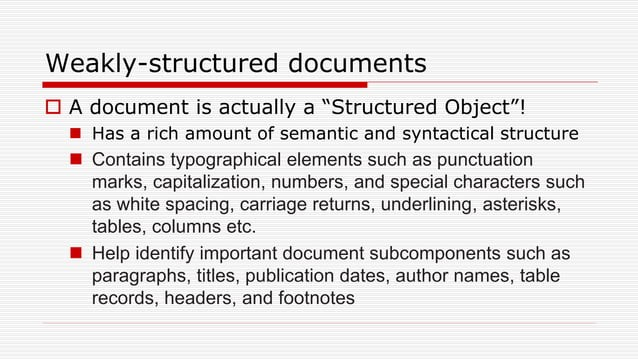 Weakly-structured documents
A document is actually a “Structured Object”!
Has a rich amount of semantic and syntactical structure
Contains typographical elements such as punctuation
marks, capitalization, numbers, and special characters such
as white spacing, carriage returns, underlining, asterisks,
tables, columns etc.
Help identify important document subcomponents such as
paragraphs, titles, publication dates, author names, table
records, headers, and footnotes